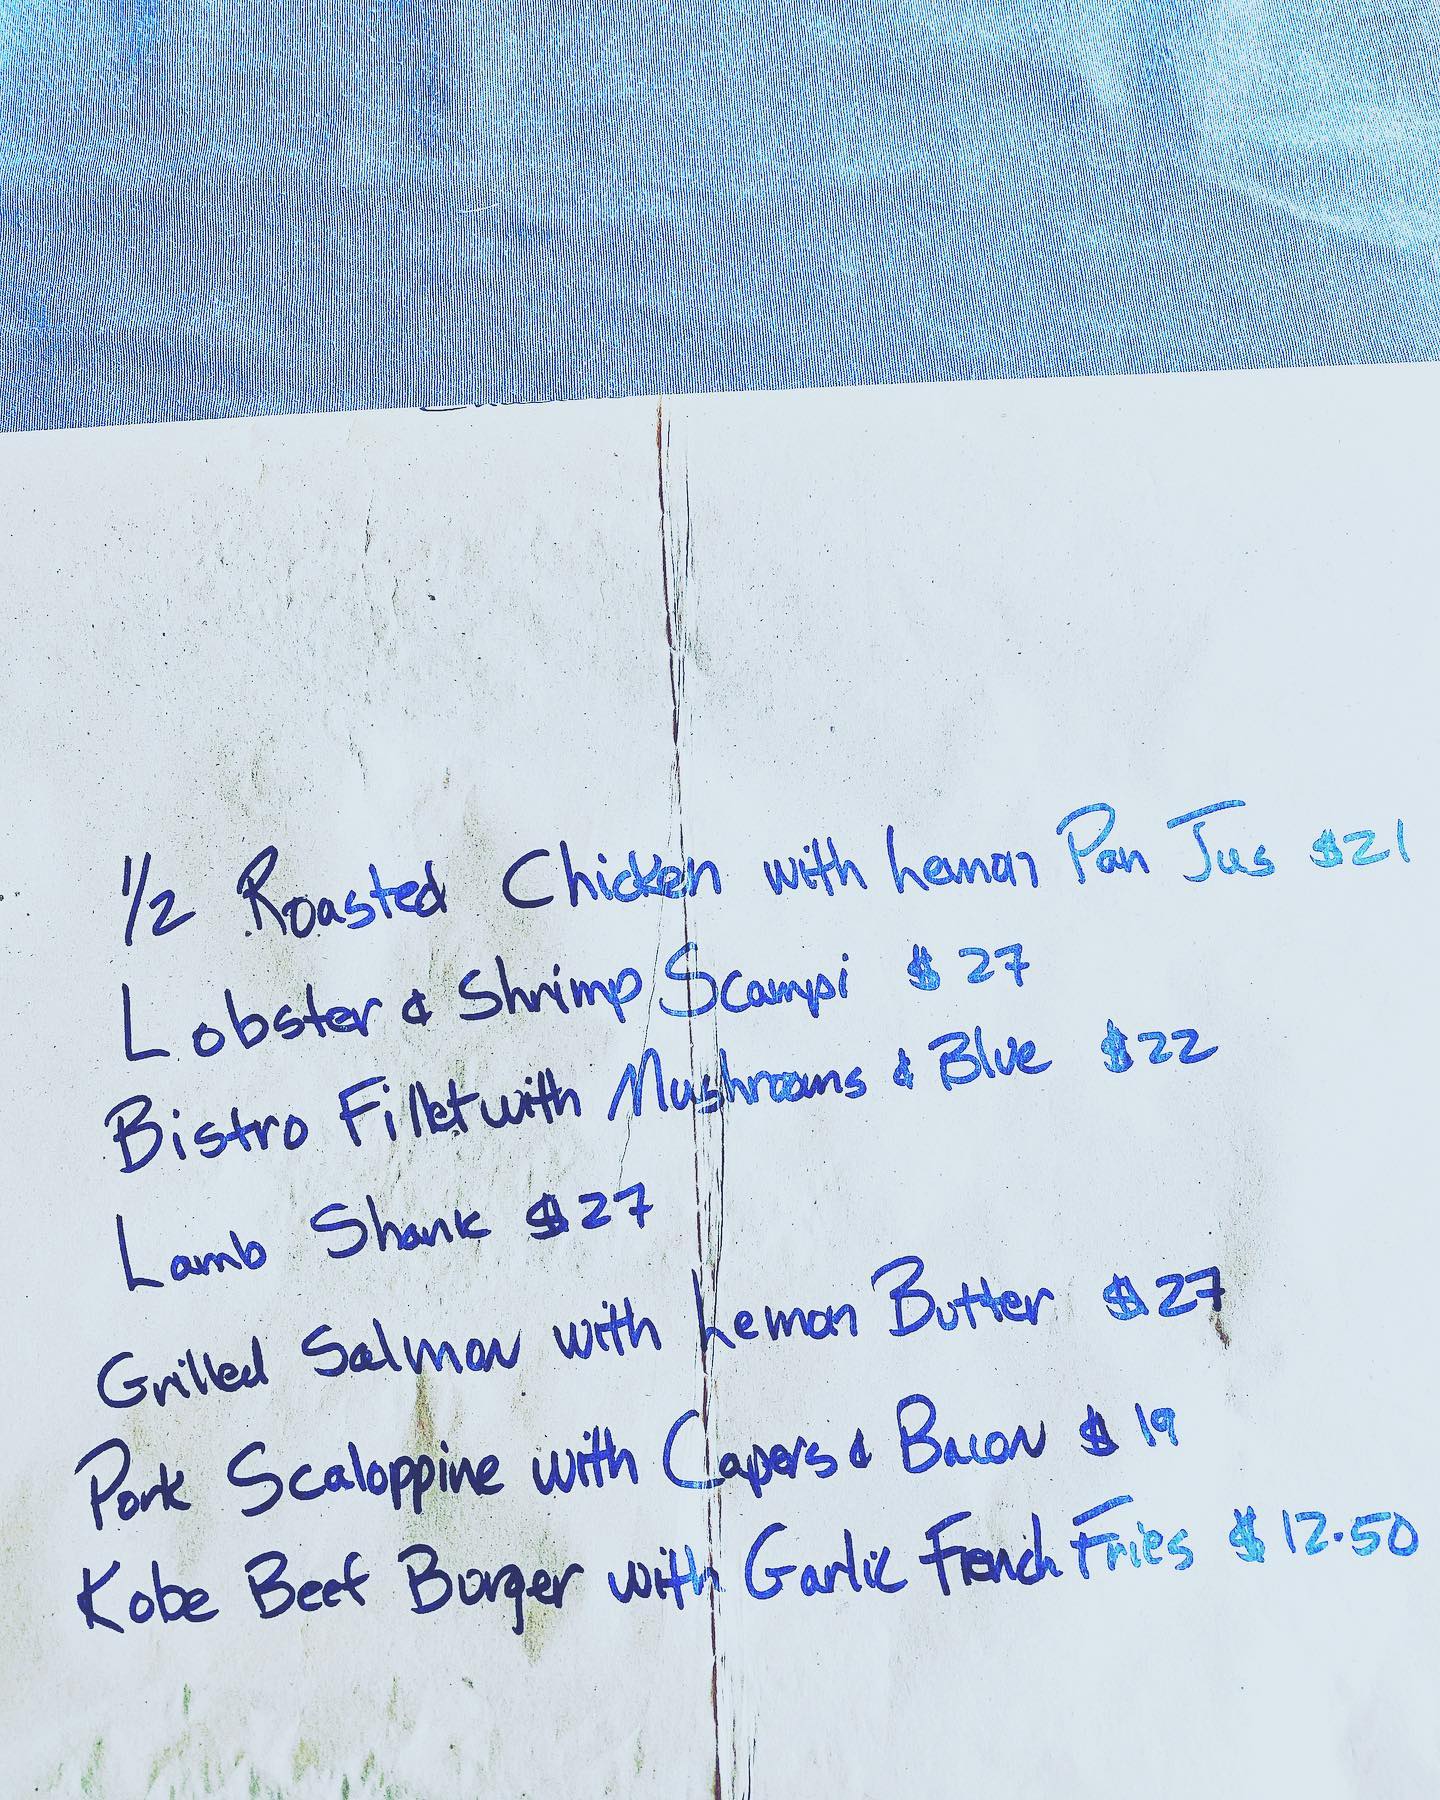 1/2 Roasted Chicken with Lemon Pan Jus $21
Lobster & Shrimp Scampi $27
Bistro Fillet with Mushrooms & Blue $22
Lamb Shank $27
Grilled Salmon with Lemon Butter $27
Pork Scaloppine with Capers & Bacon $19
Kobe Beef Burger with Garlic French Fries $12.50